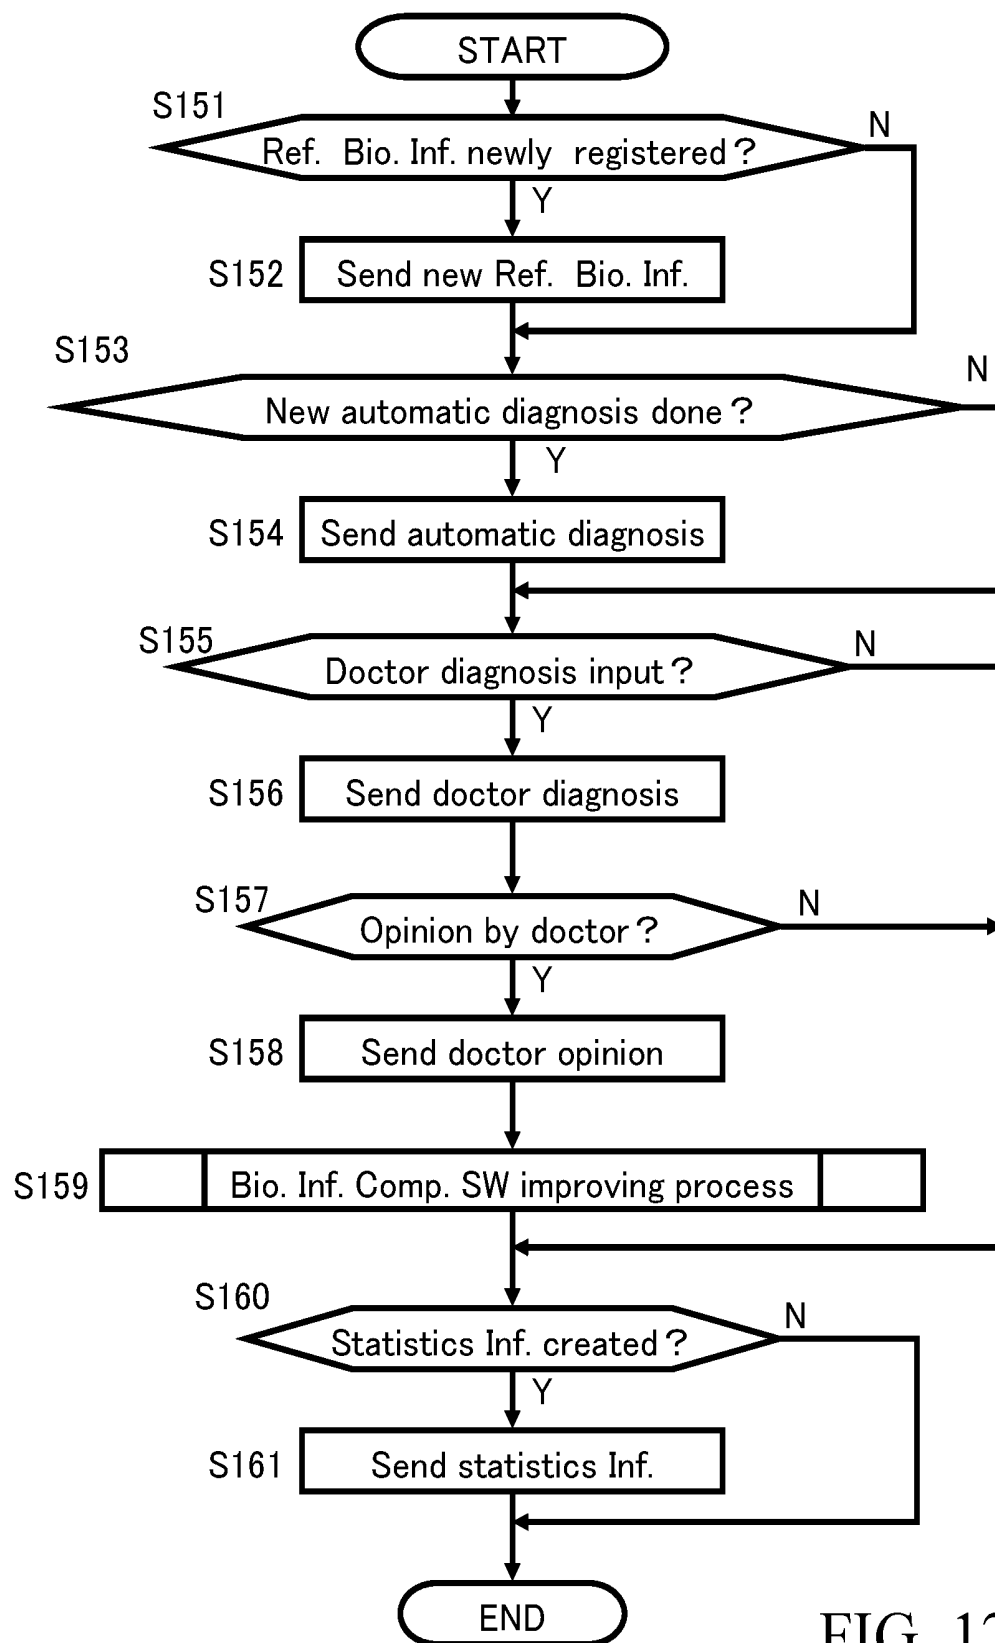 START
S151
Ref. Bio. Inf. newly registered?
N
Y
S152
Send new Ref. Bio. Inf.
S153
New automatic diagnosis done?
N
Y
S154
Send automatic diagnosis
S155
Doctor diagnosis input?
N
Y
S156
Send doctor diagnosis
S157
Opinion by doctor?
N
Y
S158
Send doctor opinion
S159
Bio. Inf. Comp. SW improving process
S160
Statistics Inf. created?
N
Y
S161
Send statistics Inf.
END
FIG.